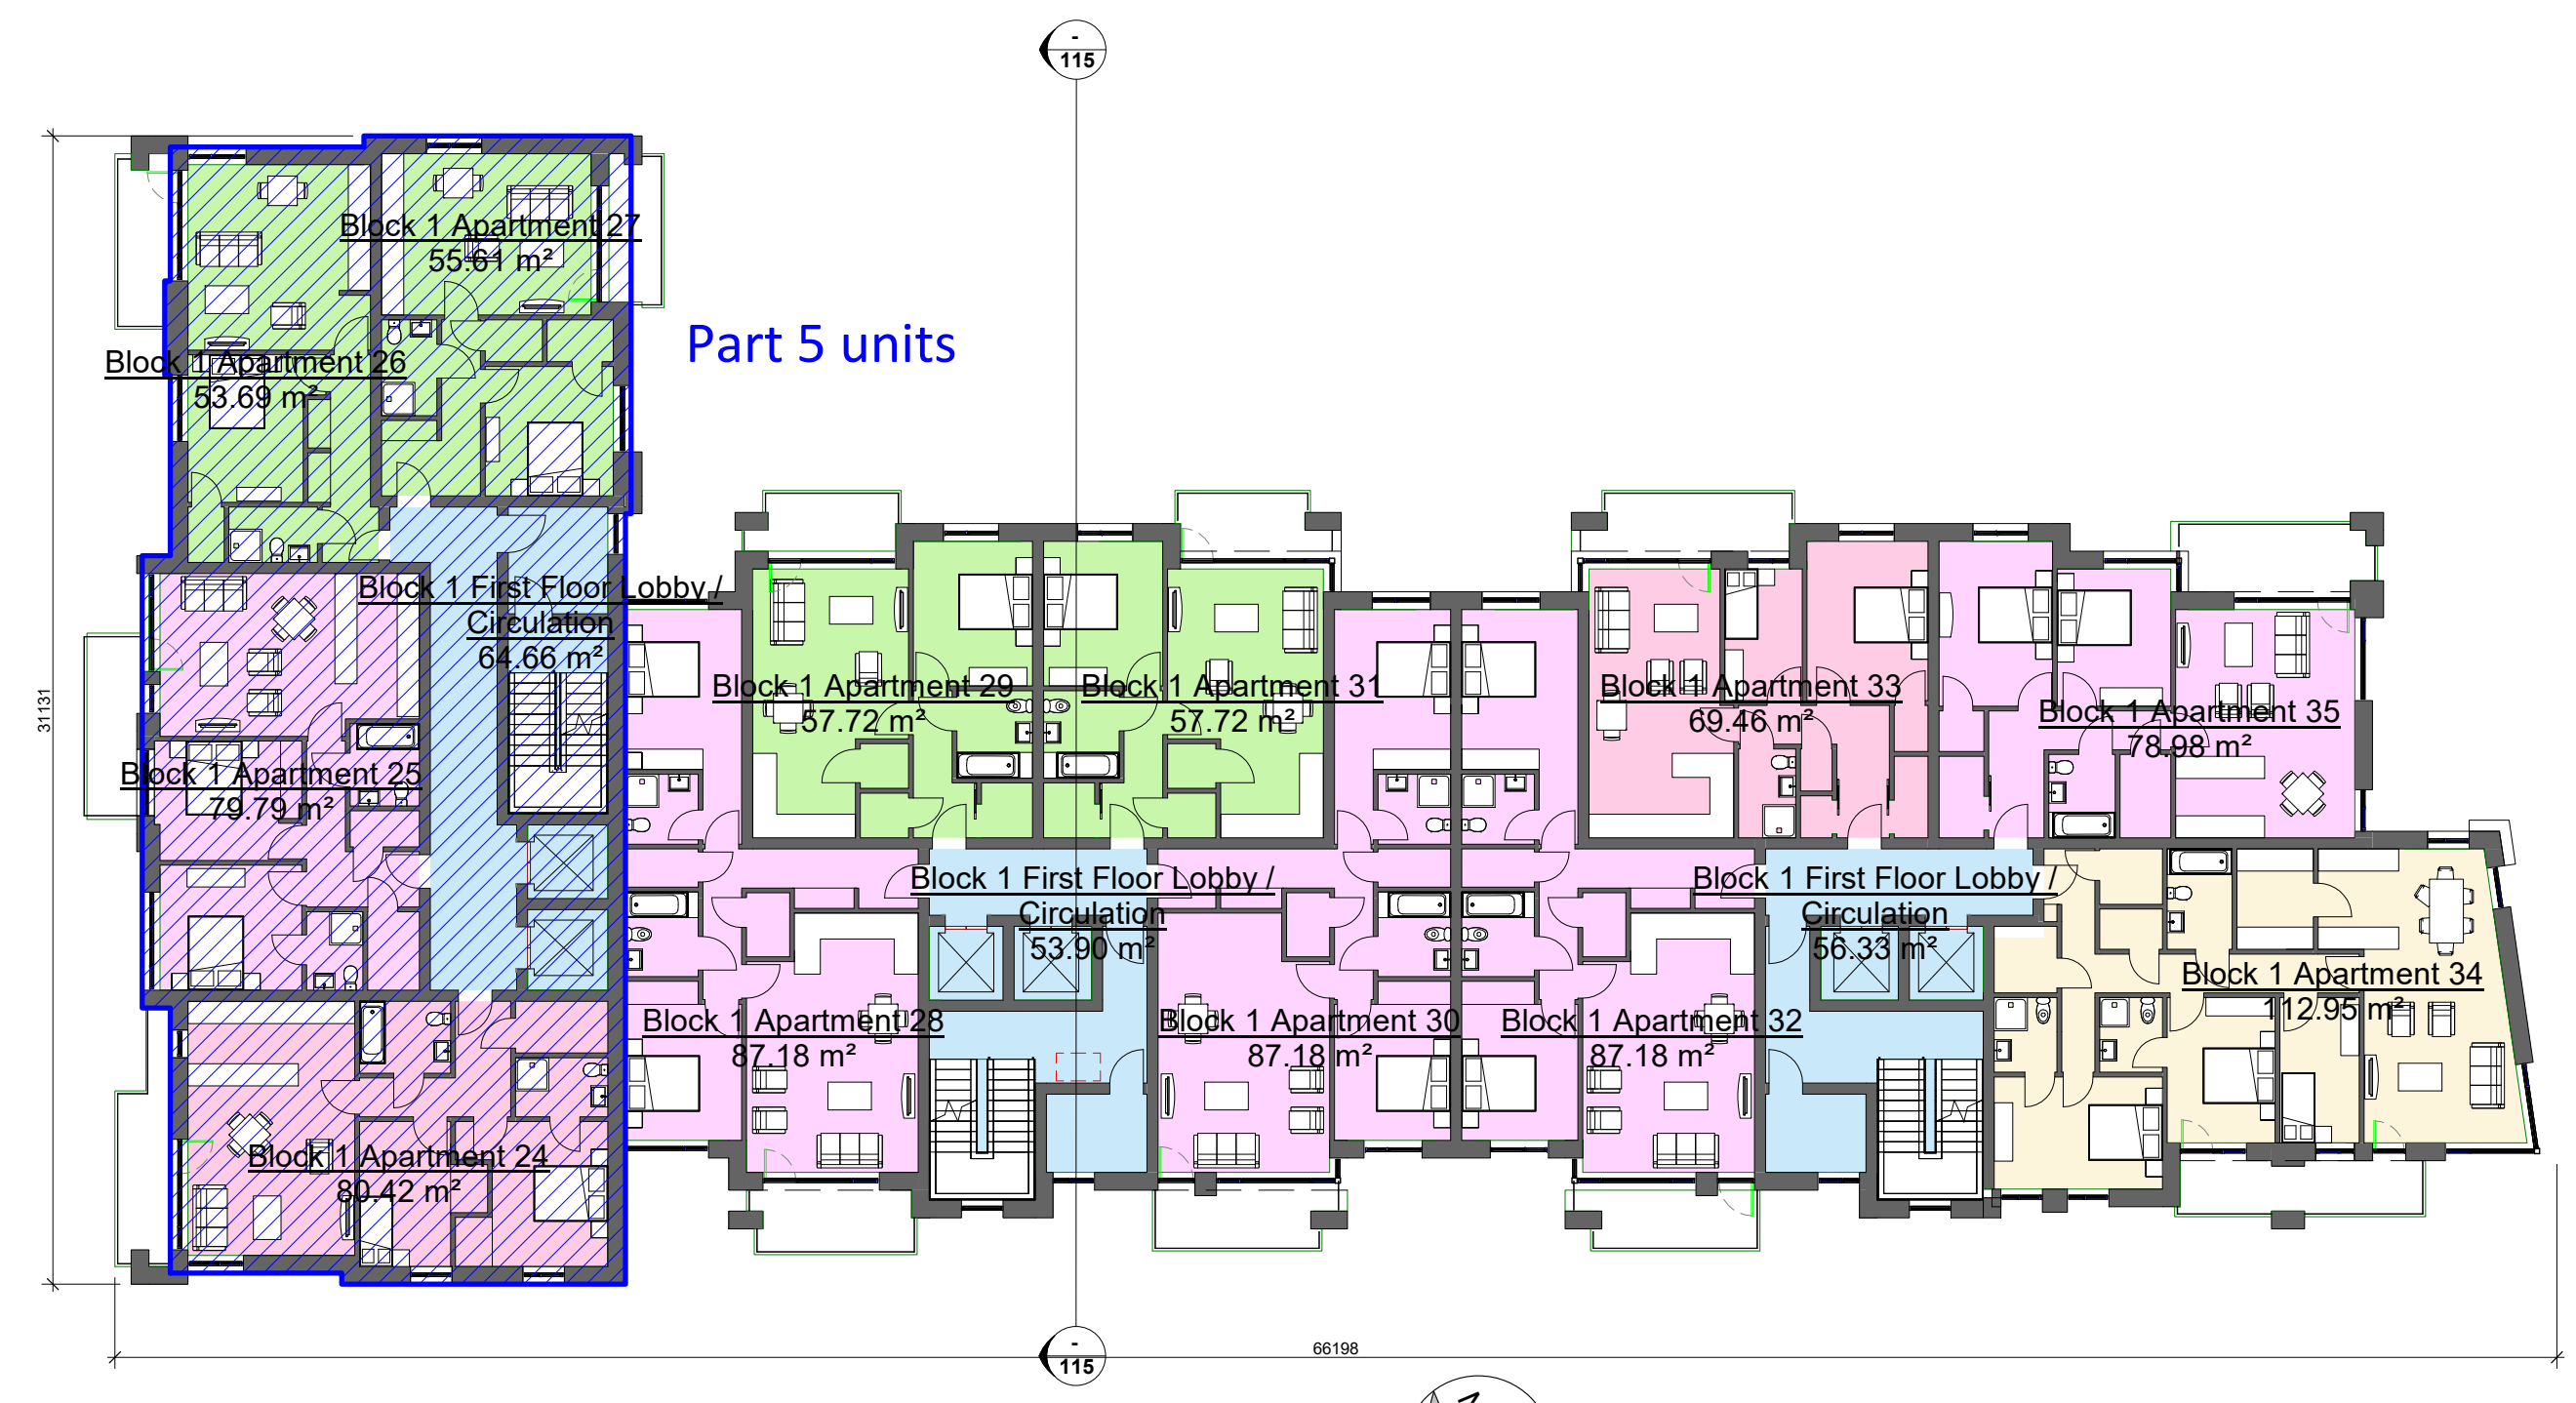 -
115
Block 1 Apartment 27
55.61 m²
Part 5 units
Block 1 Apartment 26
53.69 m²
Block 1 First Floor Lobby /
Circulation
64.66 m²
31131
Block 1 Apartment 29
57.72 m²
Block 1 Apartment 31
57.72 m²
Block 1 Apartment 33
69.46 m²
Block 1 Apartment 35
78.98 m²
Block 1 Apartment 25
79.79 m²
Block 1 First Floor Lobby /
Circulation
53.90 m²
Block 1 First Floor Lobby /
Circulation
56.33 m²
Block 1 Apartment 34
112.95 m²
Block 1 Apartment 28
87.18 m²
Block 1 Apartment 30
87.18 m²
Block 1 Apartment 32
87.18 m²
Block 1 Apartment 24
80.42 m²
-
115
66198